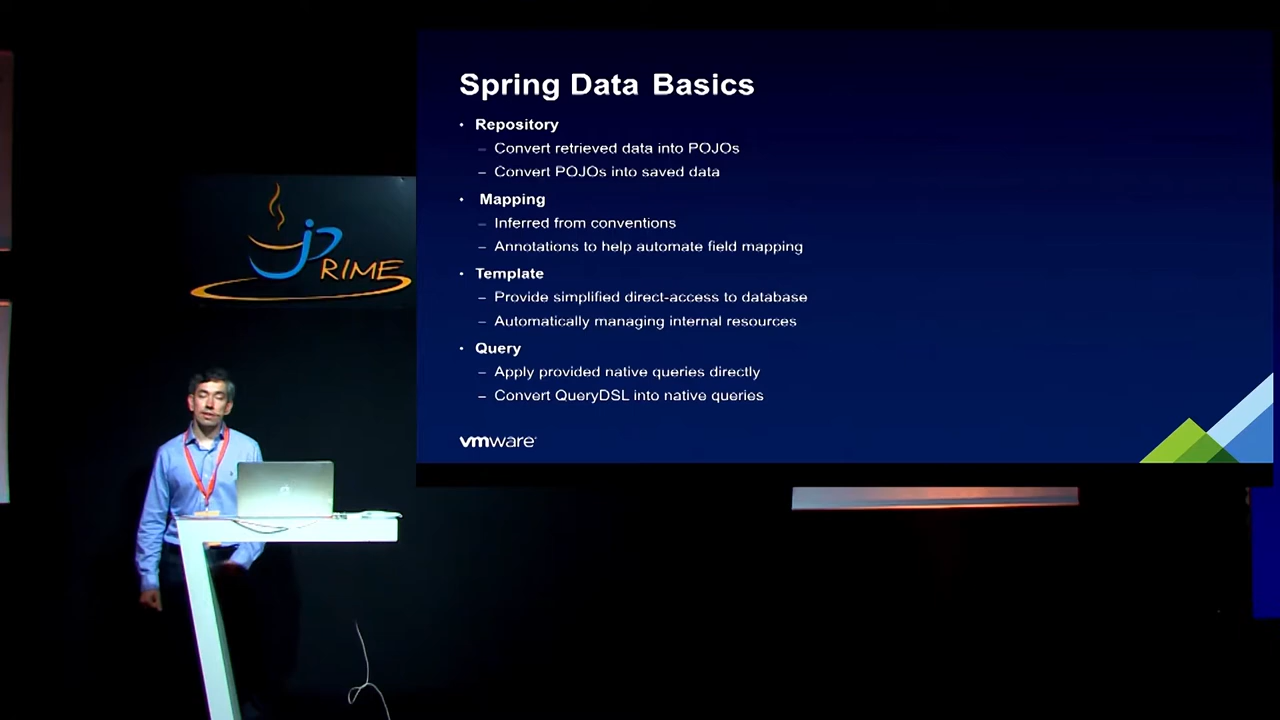 Spring Data Basics
• Repository
– Convert retrieved data into POJOs
– Convert POJOs into saved data
• Mapping
– Inferred from conventions
– Annotations to help automate field mapping
• Template
– Provide simplified direct-access to database
– Automatically managing internal resources
• Query
– Apply provided native queries directly
– Convert QueryDSL into native queries
vmware
jPRIME